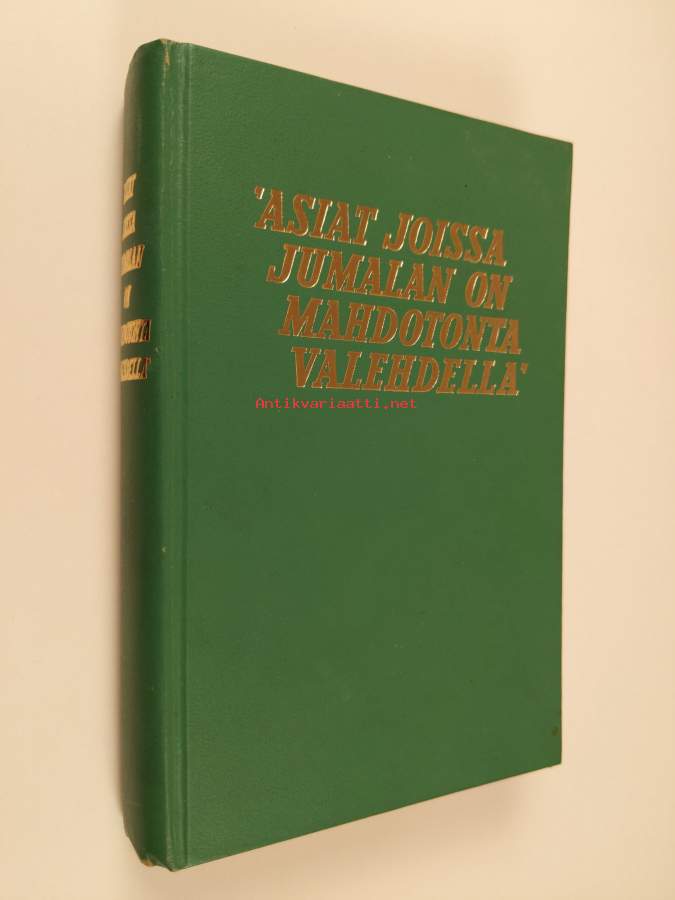 'ASIAT JOISSA
JUMALAN ON
MAHDOTONTA
VALEHDELLA'
Antikvariaatti.net